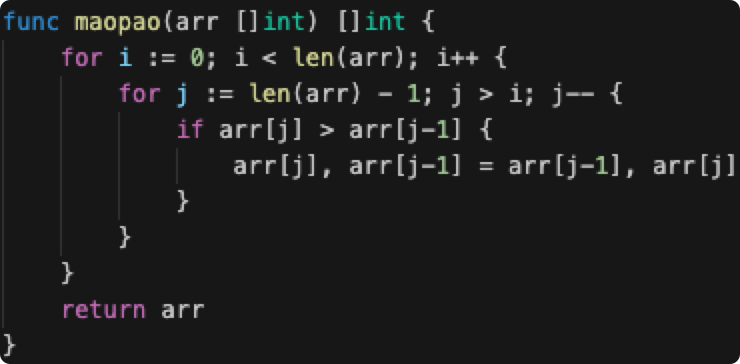 func maopao(arr []int) []int {
    for i := 0; i < len(arr); i++ {
        for j := len(arr) - 1; j > i; j-- {
            if arr[j] > arr[j-1] {
                arr[j], arr[j-1] = arr[j-1], arr[j]
            }
        }
    }
    return arr
}